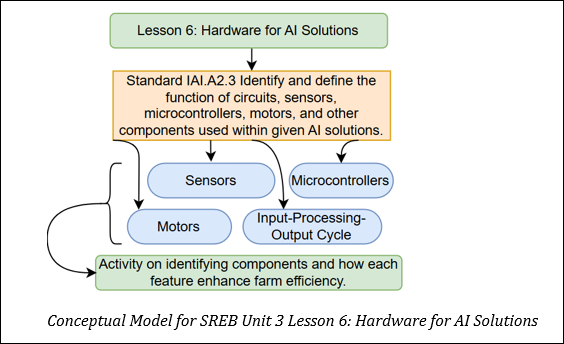 Lesson 6: Hardware for AI Solutions
Standard IAI.A2.3 Identify and define the
function of circuits, sensors,
microcontrollers, motors, and other
components used within given AI solutions.
Sensors
Microcontrollers
Motors
Input-Processing-
Output Cycle
Activity on identifying components and how each
feature enhance farm efficiency.
Conceptual Model for SREB Unit 3 Lesson 6: Hardware for AI Solutions